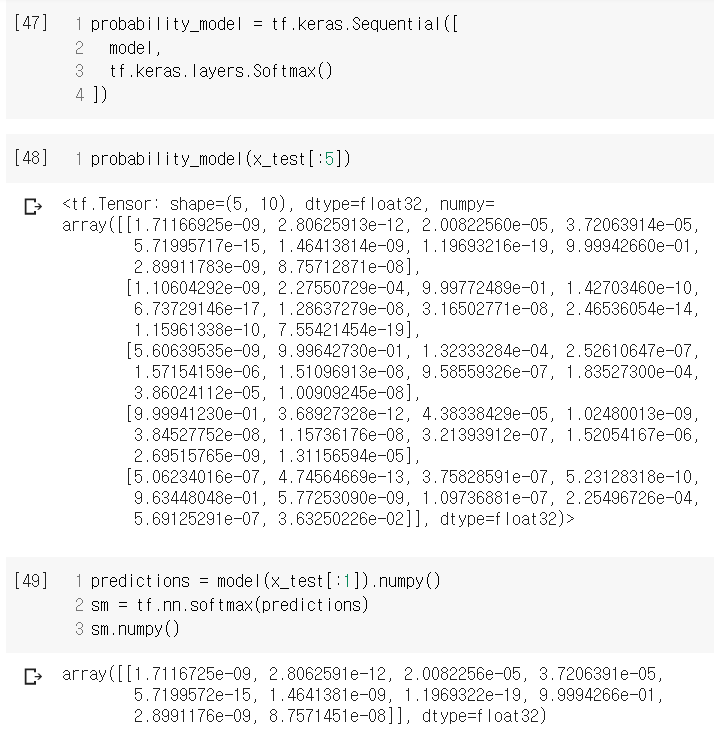 [47] 1 probability_model = tf.keras.Sequential([
2 model,
3 tf.keras.layers.Softmax()
4 ])
[48] 1 probability_model(x_test[:5])
<tf.Tensor: shape=(5, 10), dtype=float32, numpy=
array([[1.71166925e-09, 2.80625913e-12, 2.00822560e-05, 3.72063914e-05,
5.71995717e-15, 1.46413814e-09, 1.19693216e-19, 9.99942660e-01,
2.89911783e-09, 8.75712871e-08],
[1.10604292e-09, 2.27550729e-04, 9.99772489e-01, 1.42703460e-10,
6.73729146e-17, 1.28637279e-08, 3.16502771e-08, 2.46536054e-14,
1.15961338e-10, 7.55421454e-19],
[5.60639535e-09, 9.99642730e-01, 1.32333284e-04, 2.52610647e-07,
1.57154159e-06, 1.51096913e-08, 9.58559326e-07, 1.83527300e-04,
3.86024112e-05, 1.00909245e-08],
[9.99941230e-01, 3.68927328e-12, 4.38338429e-05, 1.02480013e-09,
3.84527752e-08, 1.15736176e-08, 3.21393912e-07, 1.52054167e-06,
2.69515765e-09, 1.31156594e-05],
[5.06234016e-07, 4.74564669e-13, 3.75828591e-07, 5.23128318e-10,
9.63448048e-01, 5.77253090e-09, 1.09736881e-07, 2.25496726e-04,
5.69125291e-07, 3.63250226e-02]], dtype=float32)>
[49] 1 predictions = model(x_test[:1]).numpy()
2 sm = tf.nn.softmax(predictions)
3 sm.numpy()
array([[1.7116725e-09, 2.8062591e-12, 2.0082256e-05, 3.7206391e-05,
5.7199572e-15, 1.4641381e-09, 1.1969322e-19, 9.9994266e-01,
2.8991176e-09, 8.7571451e-08]], dtype=float32)